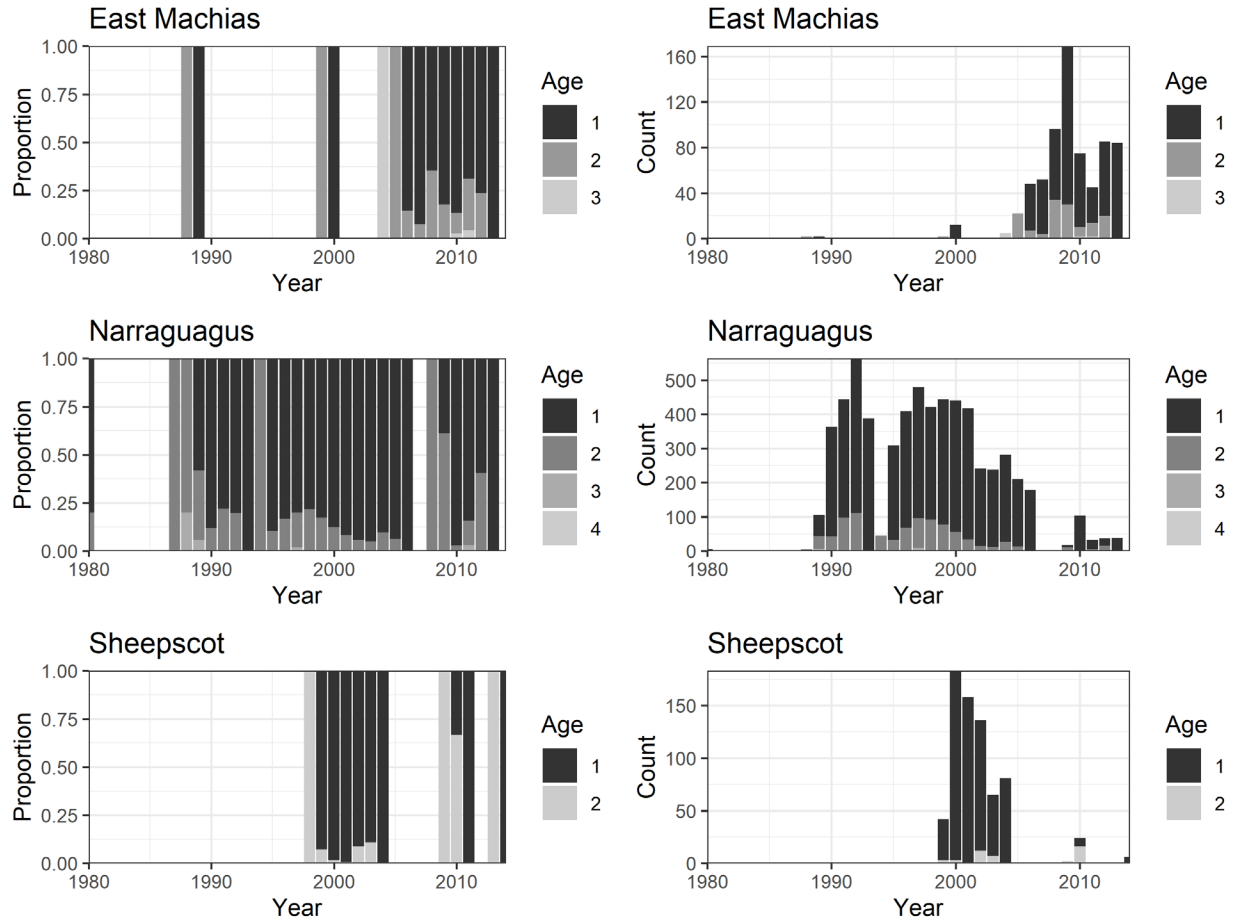 East Machias
1.00
0.75
0.50
0.25
0.00
Proportion
1980 1990 2000 2010
Year
Age
1
2
3
East Machias
160
120
80
40
0
Count
1980 1990 2000 2010
Year
Age
1
2
3
Narraguagus
1.00
0.75
0.50
0.25
0.00
Proportion
1980 1990 2000 2010
Year
Age
1
2
3
4
Narraguagus
500
400
300
200
100
0
Count
1980 1990 2000 2010
Year
Age
1
2
3
4
Sheepscot
1.00
0.75
0.50
0.25
0.00
Proportion
1980 1990 2000 2010
Year
Age
1
2
Sheepscot
150
100
50
0
Count
1980 1990 2000 2010
Year
Age
1
2